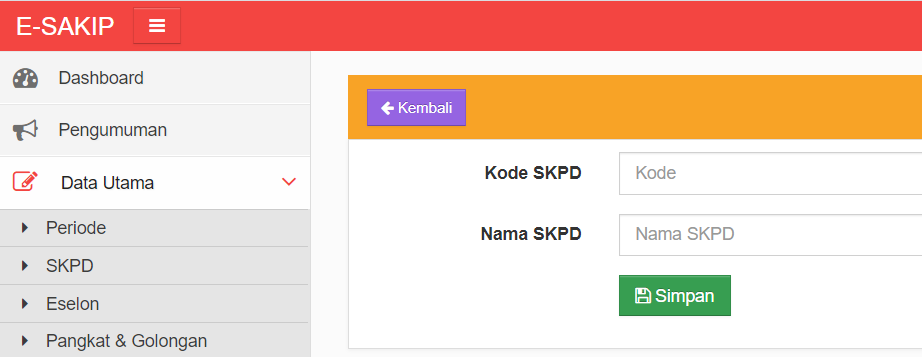 E-SAKIP
Dashboard
Pengumuman
Data Utama
Periode
SKPD
Eselon
Pangkat & Golongan
Kembali
Kode SKPD
Kode
Nama SKPD
Nama SKPD
Simpan